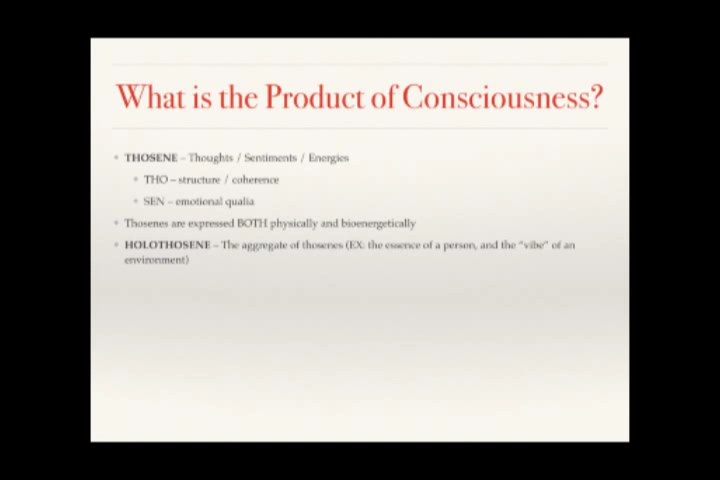 What is the Product of Consciousness?
• THOSENE – Thoughts / Sentiments / Energies
• THO – structure / coherence
• SEN – emotional qualia
• Thosenes are expressed BOTH physically and bioenergetically
• HOLOTHOSENE – The aggregate of thosenes (EX: the essence of a person, and the "vibe" of an
environment)